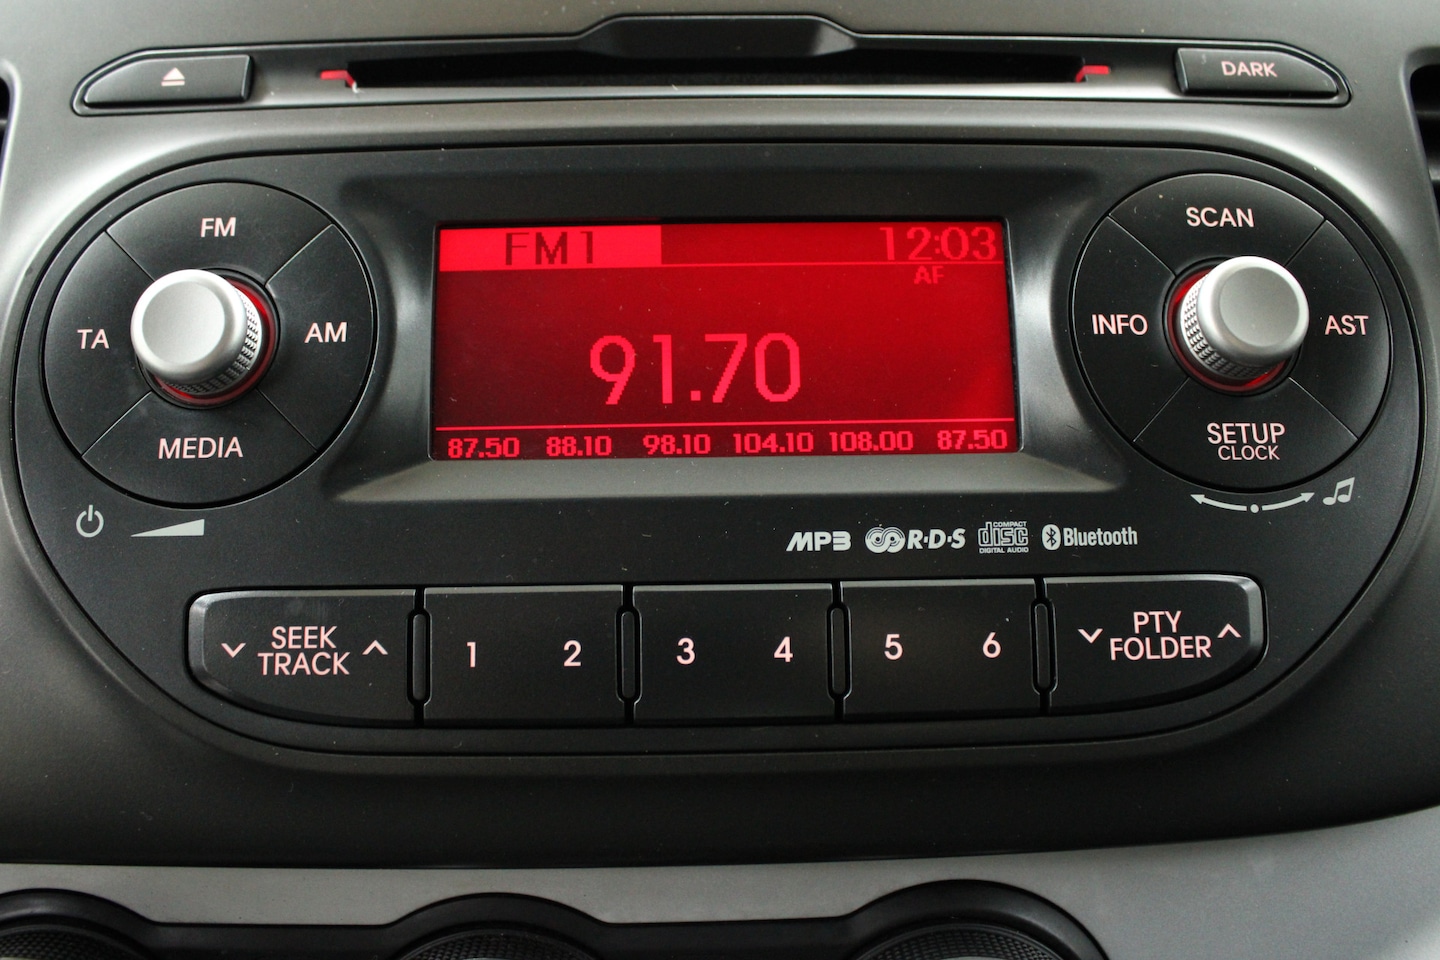 DARK
FM
TA
AM
MEDIA
FM1
12:03
AF
91.70
87.50 88.10 98.10 104.10 108.00 87.50
SCAN
INFO
AST
SETUP
CLOCK
MP3 R·D·S COMPACT disc DIGITAL AUDIO Bluetooth
SEEK
TRACK
1 2 3 4 5 6
PTY
FOLDER